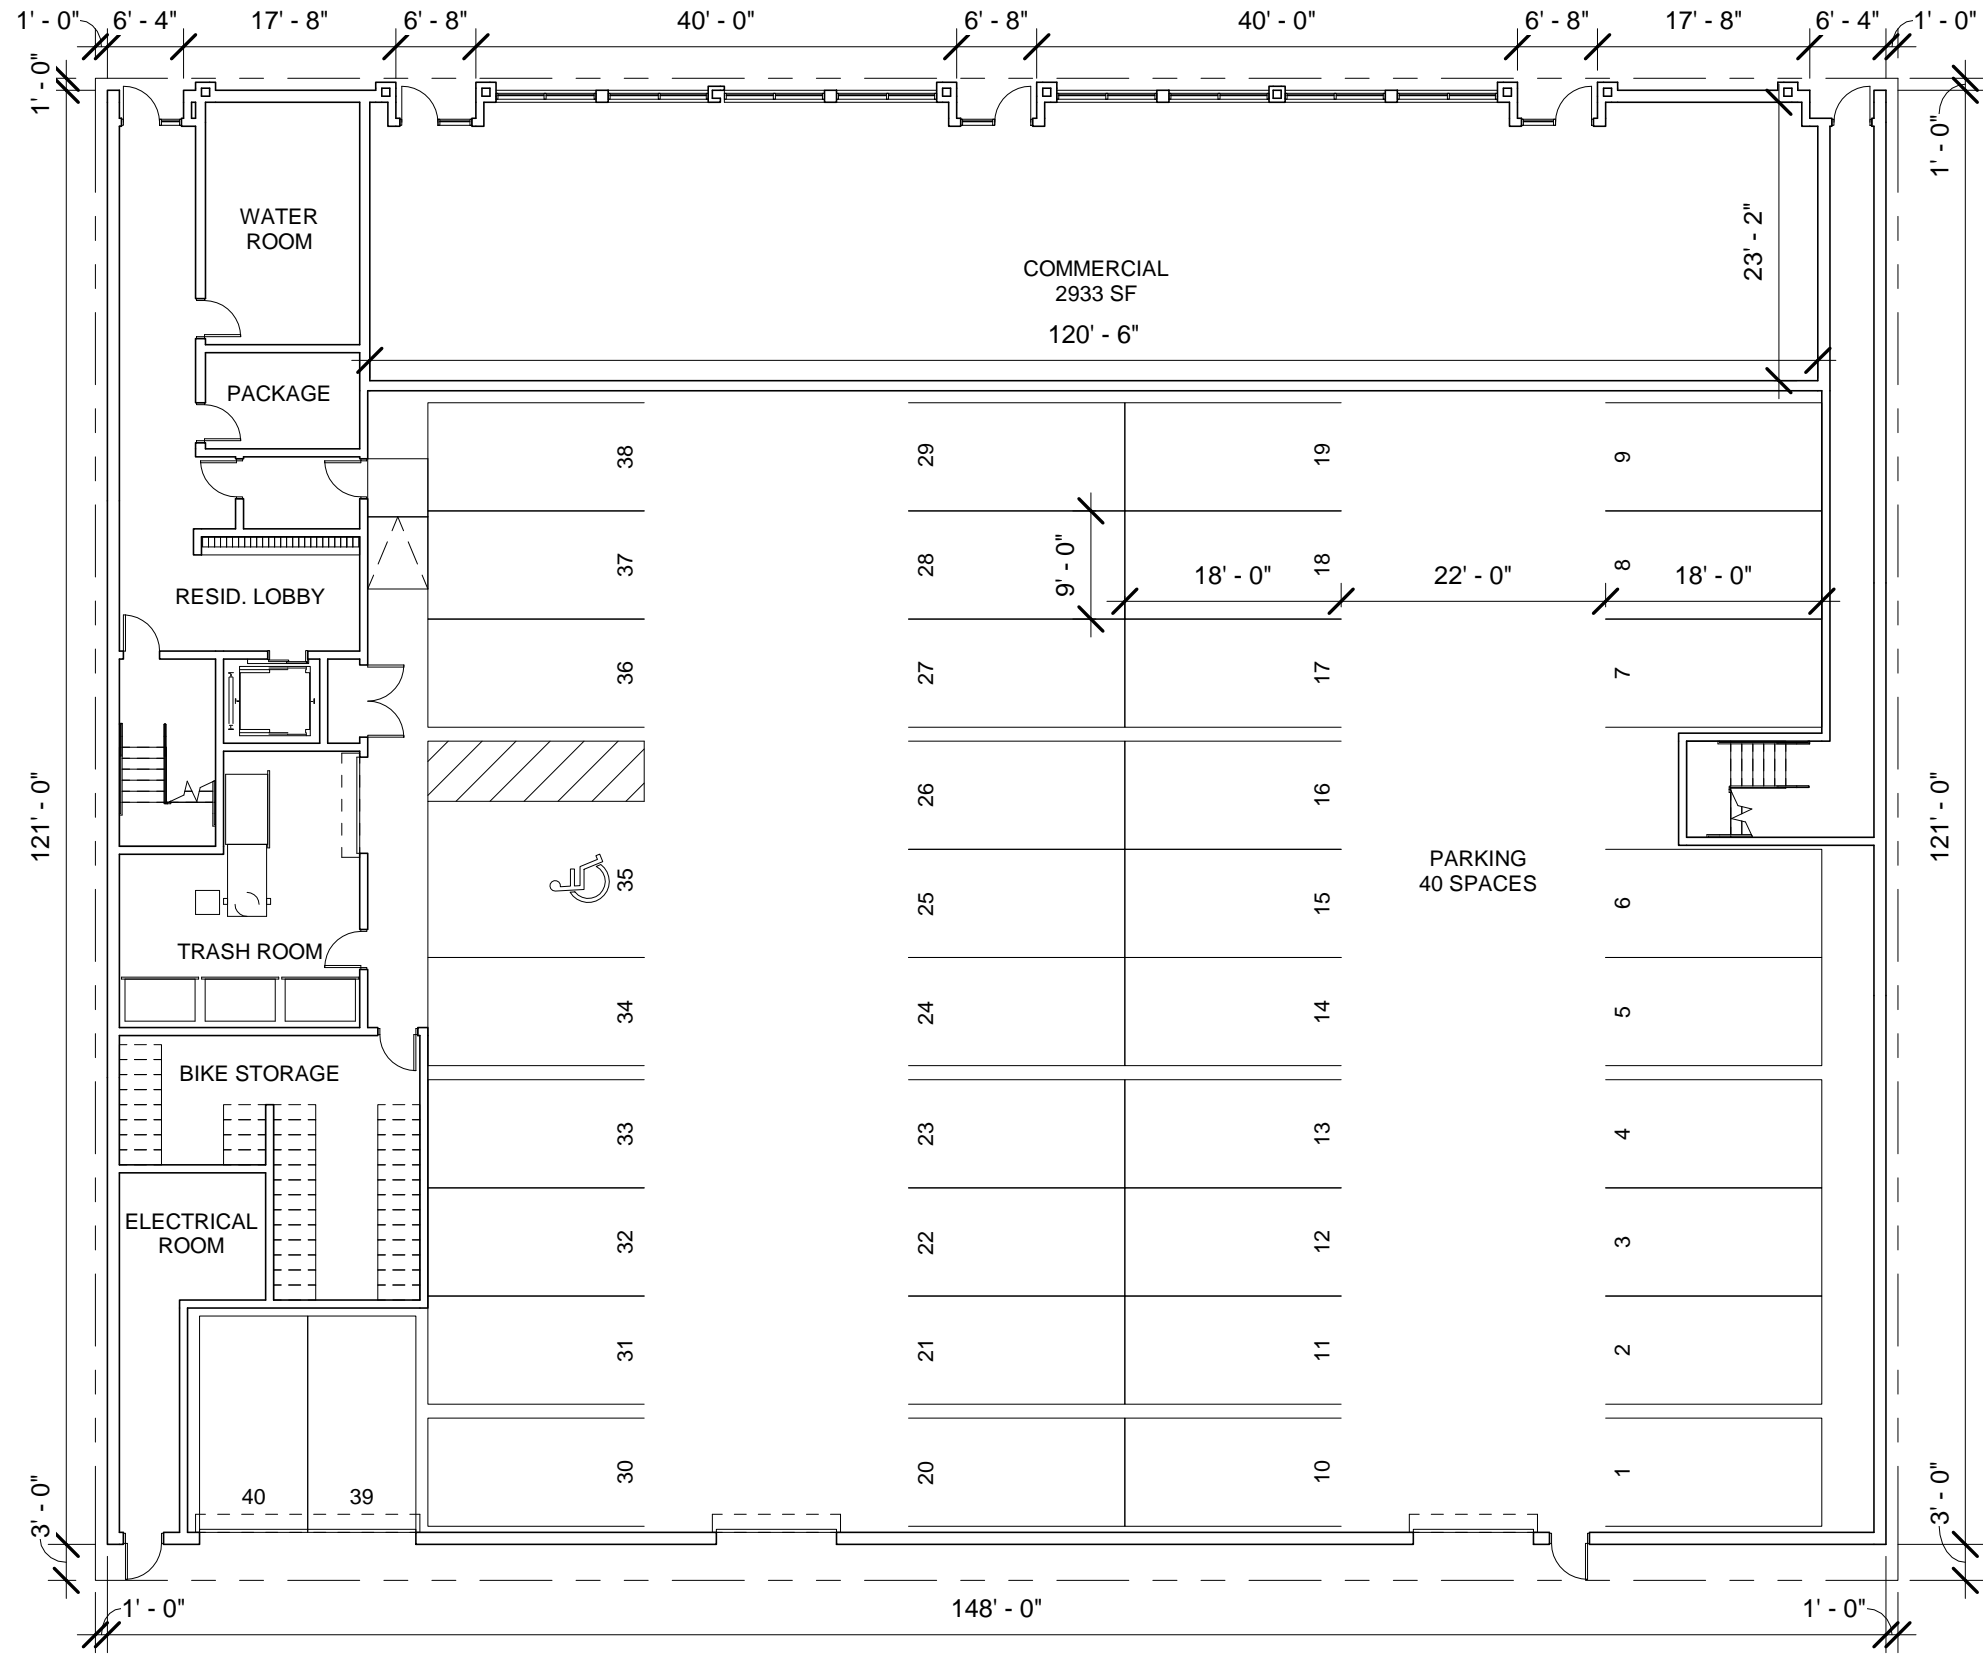 1' - 0" 6' - 4" 17' - 8" 6' - 8" 40' - 0" 6' - 8" 40' - 0" 6' - 8" 17' - 8" 6' - 4" 1' - 0"
1' - 0"
1' - 0"
WATER
ROOM
23' - 2"
COMMERCIAL
2933 SF
120' - 6"
PACKAGE
38 29 19 9
37 28 18 8
9' - 0"
18' - 0" 22' - 0" 18' - 0"
RESID. LOBBY
36 27 17 7
26 16
121' - 0"
121' - 0"
PARKING
40 SPACES
35 25 15 6
TRASH ROOM
34 24 14 5
BIKE STORAGE
33 23 13 4
ELECTRICAL
ROOM
32 22 12 3
31 21 11 2
30 20 10 1
40 39
3' - 0"
3' - 0"
1' - 0" 148' - 0" 1' - 0"